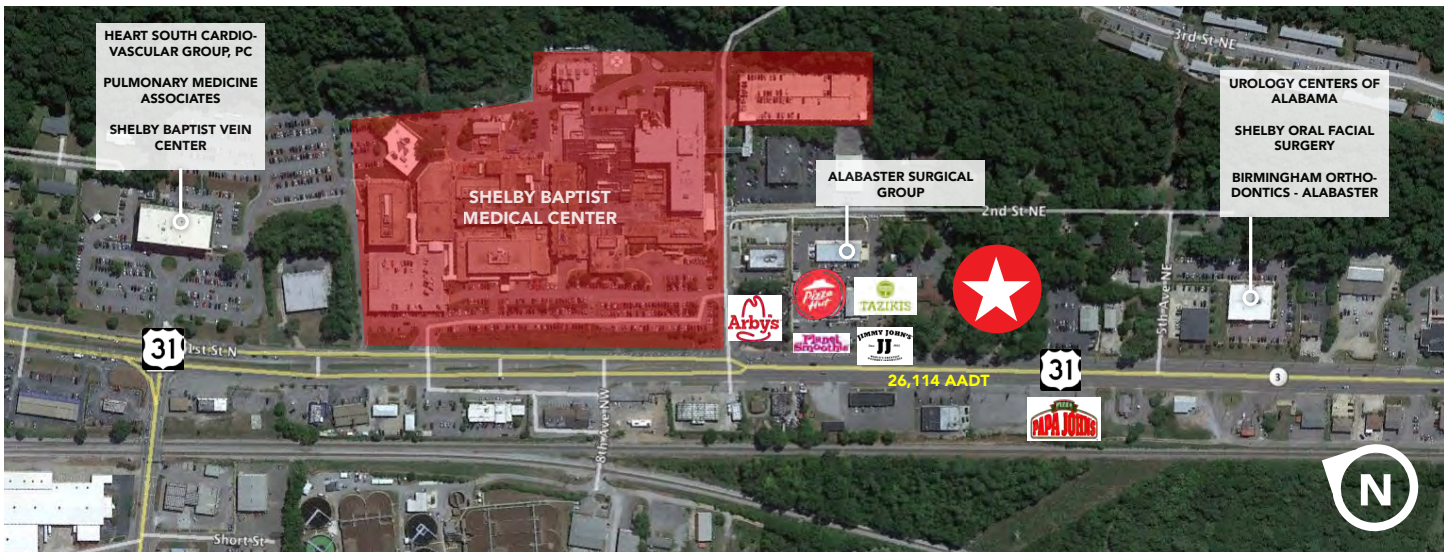 HEART SOUTH CARDIO-
VASCULAR GROUP, PC
PULMONARY MEDICINE
ASSOCIATES
SHELBY BAPTIST VEIN
CENTER
SHELBY BAPTIST
MEDICAL CENTER
ALABASTER SURGICAL
GROUP
UROLOGY CENTERS OF
ALABAMA
SHELBY ORAL FACIAL
SURGERY
BIRMINGHAM ORTHO-
DONTICS - ALABASTER
3rd St NE
2nd St NE
5th Ave NE
Arby's
Pizza
Hut
TAZIKIS
Planet
Smoothie
JIMMY JOHN'S
JJ
31
1st St N
26,114 AADT
31
3
PIZZA
PAPA JOHNS
8th Ave NW
Short St
N